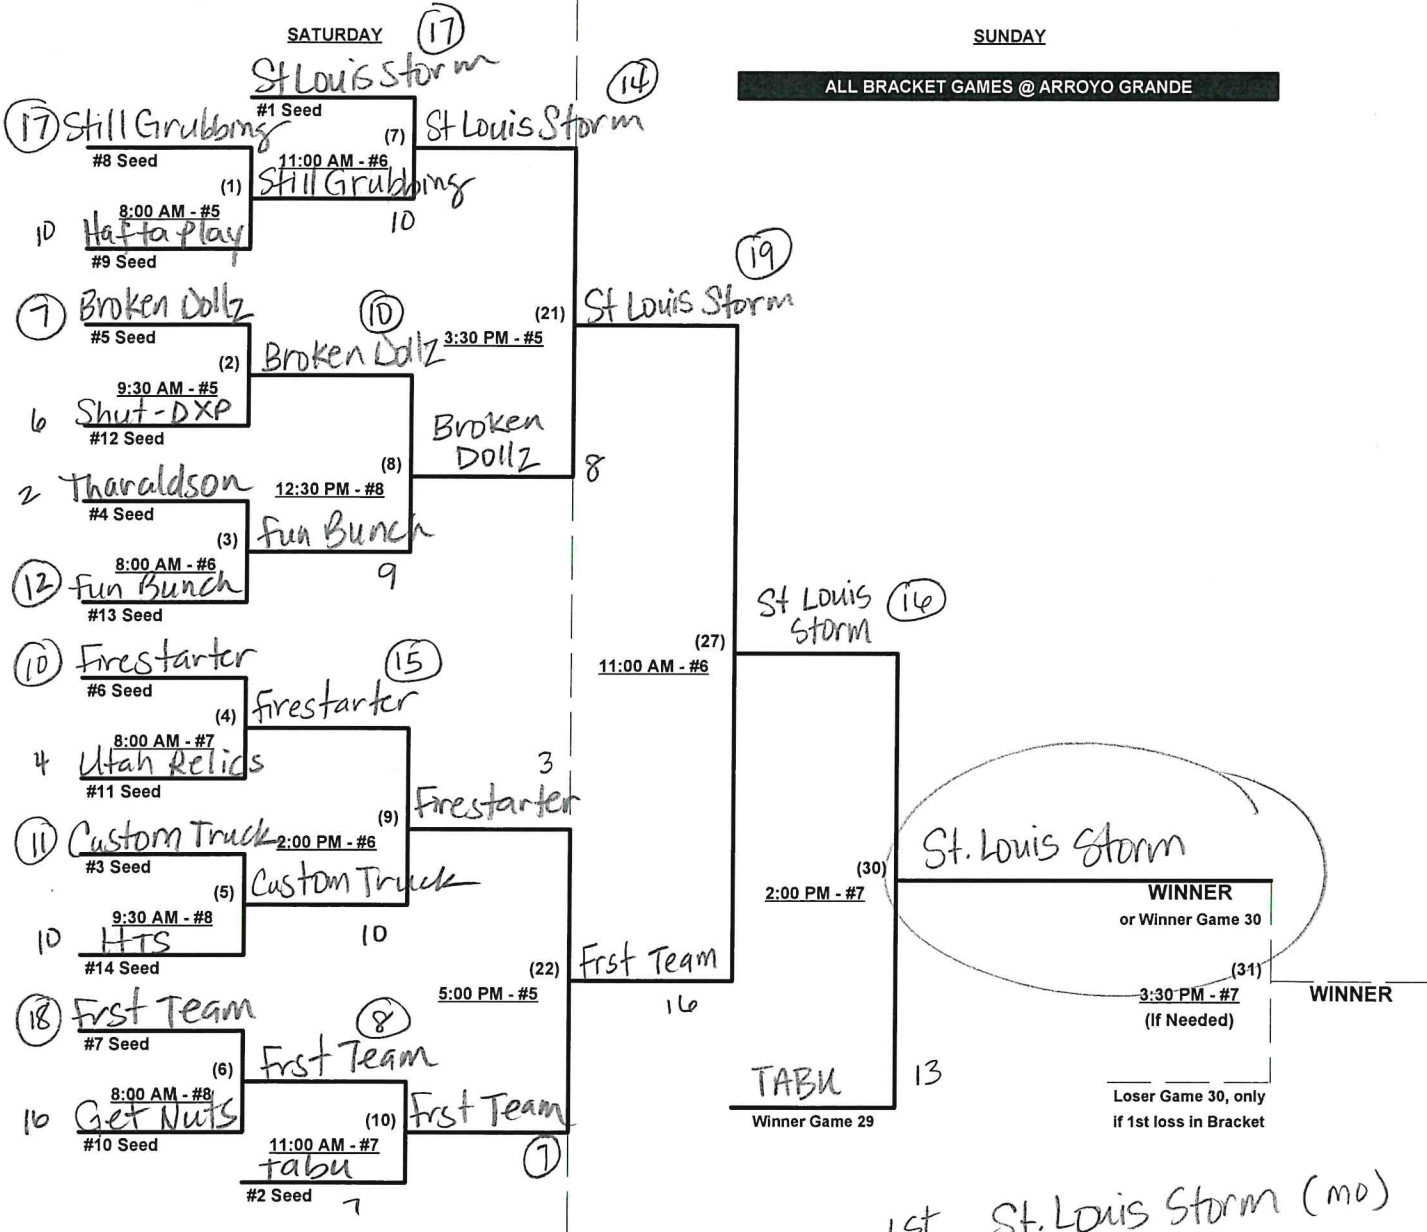 SATURDAY
17
SUNDAY
ALL BRACKET GAMES @ ARROYO GRANDE
St Louis Storm
#1 Seed
14
17 Still Grubbing
#8 Seed
(7)
11:00 AM - #6
St Louis Storm
(1)
8:00 AM - #5
Still Grubbing
10
10 Hafta play
#9 Seed
19
7 Broken Dollz
#5 Seed
10
(21)
3:30 PM - #5
St Louis Storm
(2)
9:30 AM - #5
Broken Dollz
6 Shut-DXP
#12 Seed
Broken
Dollz
8
(8)
12:30 PM - #8
2 Tharaldson
#4 Seed
(3)
8:00 AM - #6
Fun Bunch
9
12 Fun Bunch
#13 Seed
St Louis
Storm
16
(27)
11:00 AM - #6
10 Firestarter
#6 Seed
15
(4)
8:00 AM - #7
Firestarter
4 Utah Relics
#11 Seed
3
Firestarter
(9)
2:00 PM - #6
11 Custom Truck
#3 Seed
(5)
9:30 AM - #8
Custom Truck
10
10 HTS
#14 Seed
(30)
2:00 PM - #7
St. Louis Storm
WINNER
or Winner Game 30
(31)
3:30 PM - #7
(If Needed)
WINNER
(22)
5:00 PM - #5
Frst Team
16
18 Frst Team
#7 Seed
8
(6)
8:00 AM - #8
Frst Team
16 Get Nuts
#10 Seed
(10)
11:00 AM - #7
Frst Team
7
tabu
#2 Seed
7
TABU
13
Winner Game 29
Loser Game 30, only
if 1st loss in Bracket
1st St. Louis Storm (mo)